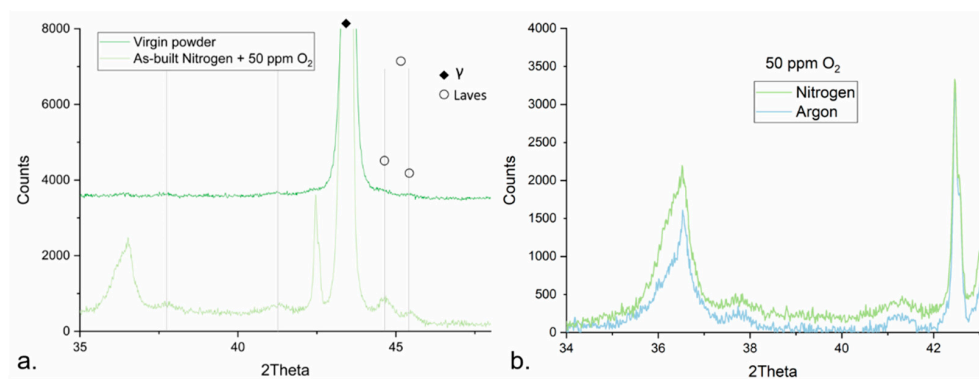 8000
6000
4000
2000
0
Counts
Virgin powder
As-built Nitrogen + 50 ppm O₂
γ
Laves
35
40
45
2Theta
a.
4000
3500
3000
2500
2000
1500
1000
500
0
Counts
50 ppm O₂
Nitrogen
Argon
34
36
38
40
42
2Theta
b.